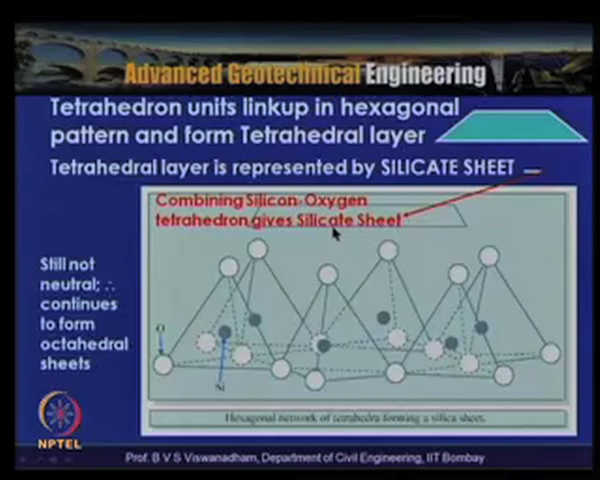 Advanced Geotechnical Engineering
Tetrahedron units linkup in hexagonal
pattern and form Tetrahedral layer
Tetrahedral layer is represented by SILICATE SHEET
Combining Silicon-Oxygen
tetrahedron gives Silicate Sheet
Still not
neutral; ∴
continues
to form
octahedral
sheets
O
Si
Hexagonal network of tetrahedra forming a silica sheet.
NPTEL
Prof. B V S Viswanadham, Department of Civil Engineering, IIT Bombay